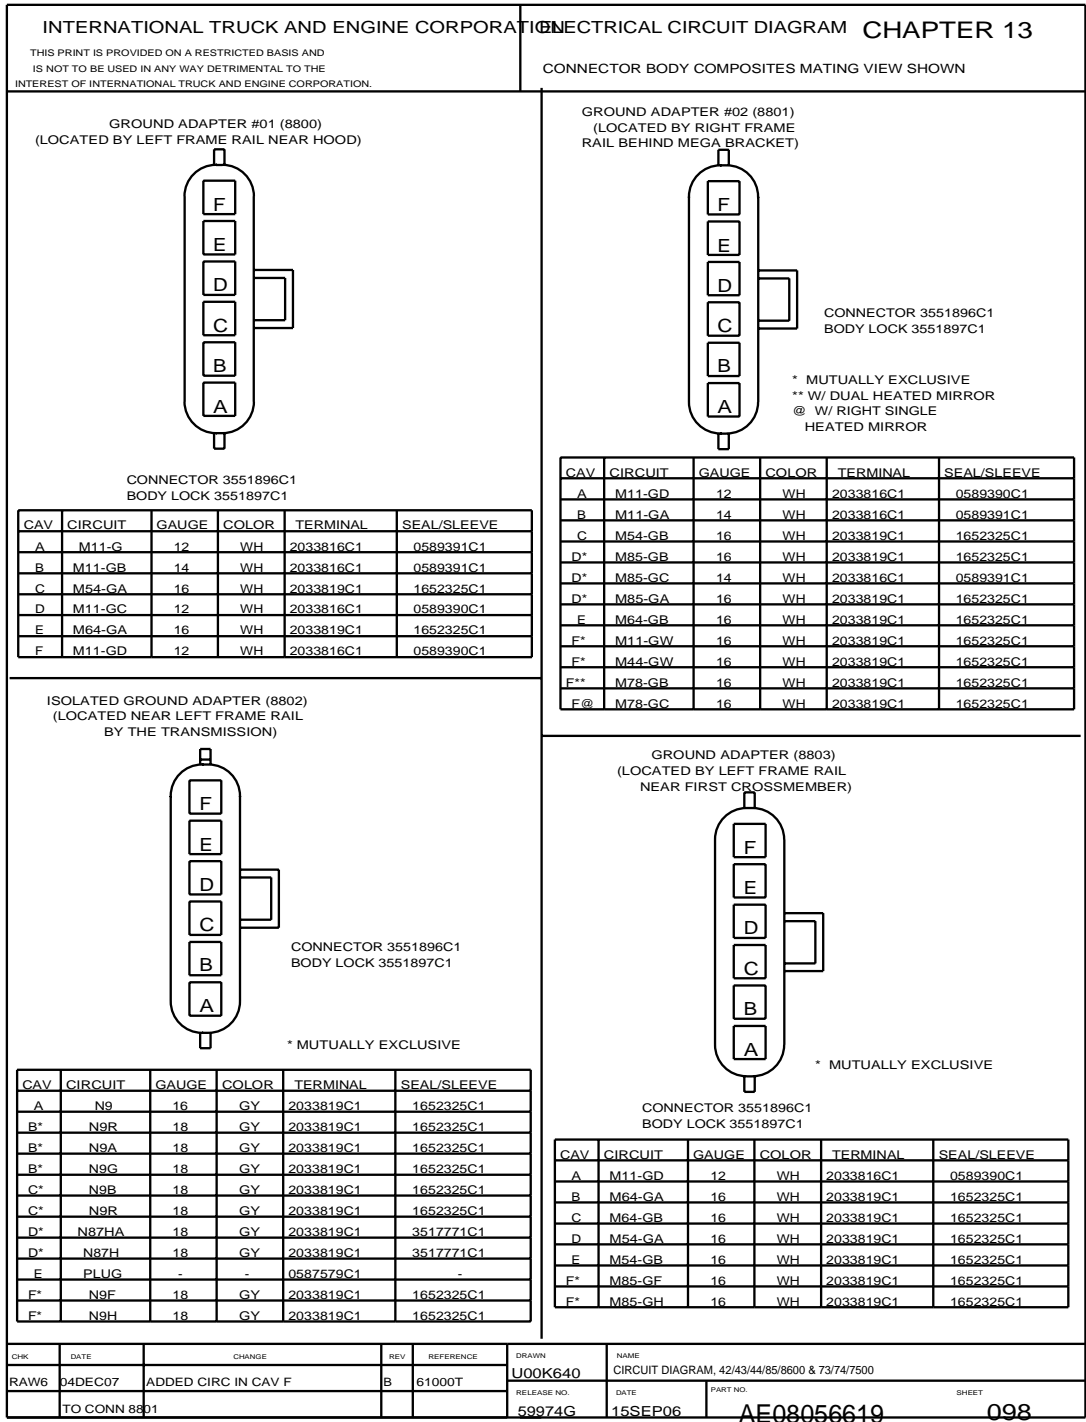 INTERNATIONAL TRUCK AND ENGINE CORPORATION
THIS PRINT IS PROVIDED ON A RESTRICTED BASIS AND
IS NOT TO BE USED IN ANY WAY DETRIMENTAL TO THE
INTEREST OF INTERNATIONAL TRUCK AND ENGINE CORPORATION.
ELECTRICAL CIRCUIT DIAGRAM CHAPTER 13
CONNECTOR BODY COMPOSITES MATING VIEW SHOWN
GROUND ADAPTER #01 (8800)
(LOCATED BY LEFT FRAME RAIL NEAR HOOD)
F
E
D
C
B
A
CONNECTOR 3551896C1
BODY LOCK 3551897C1
CAV CIRCUIT GAUGE COLOR TERMINAL SEAL/SLEEVE
A M11-G 12 WH 2033816C1 0589391C1
B M11-GB 14 WH 2033816C1 0589391C1
C M54-GA 16 WH 2033819C1 1652325C1
D M11-GC 12 WH 2033816C1 0589390C1
E M64-GA 16 WH 2033819C1 1652325C1
F M11-GD 12 WH 2033816C1 0589390C1
GROUND ADAPTER #02 (8801)
(LOCATED BY RIGHT FRAME
RAIL BEHIND MEGA BRACKET)
F
E
D
C
B
A
CONNECTOR 3551896C1
BODY LOCK 3551897C1
* MUTUALLY EXCLUSIVE
** W/ DUAL HEATED MIRROR
@ W/ RIGHT SINGLE
HEATED MIRROR
CAV CIRCUIT GAUGE COLOR TERMINAL SEAL/SLEEVE
A M11-GD 12 WH 2033816C1 0589390C1
B M11-GA 14 WH 2033816C1 0589391C1
C M54-GB 16 WH 2033819C1 1652325C1
D* M85-GB 16 WH 2033819C1 1652325C1
D* M85-GC 14 WH 2033816C1 0589391C1
D* M85-GA 16 WH 2033819C1 1652325C1
E M64-GB 16 WH 2033819C1 1652325C1
F* M11-GW 16 WH 2033819C1 1652325C1
F* M44-GW 16 WH 2033819C1 1652325C1
F** M78-GB 16 WH 2033819C1 1652325C1
F@ M78-GC 16 WH 2033819C1 1652325C1
ISOLATED GROUND ADAPTER (8802)
(LOCATED NEAR LEFT FRAME RAIL
BY THE TRANSMISSION)
F
E
D
C
B
A
CONNECTOR 3551896C1
BODY LOCK 3551897C1
* MUTUALLY EXCLUSIVE
CAV CIRCUIT GAUGE COLOR TERMINAL SEAL/SLEEVE
A N9 16 GY 2033819C1 1652325C1
B* N9R 18 GY 2033819C1 1652325C1
B* N9A 18 GY 2033819C1 1652325C1
B* N9G 18 GY 2033819C1 1652325C1
C* N9B 18 GY 2033819C1 1652325C1
C* N9R 18 GY 2033819C1 1652325C1
D* N87HA 18 GY 2033819C1 3517771C1
D* N87H 18 GY 2033819C1 3517771C1
E PLUG - - 0587579C1 -
F* N9F 18 GY 2033819C1 1652325C1
F* N9H 18 GY 2033819C1 1652325C1
GROUND ADAPTER (8803)
(LOCATED BY LEFT FRAME RAIL
NEAR FIRST CROSSMEMBER)
F
E
D
C
B
A
* MUTUALLY EXCLUSIVE
CONNECTOR 3551896C1
BODY LOCK 3551897C1
CAV CIRCUIT GAUGE COLOR TERMINAL SEAL/SLEEVE
A M11-GD 12 WH 2033816C1 0589390C1
B M64-GA 16 WH 2033819C1 1652325C1
C M64-GB 16 WH 2033819C1 1652325C1
D M54-GA 16 WH 2033819C1 1652325C1
E M54-GB 16 WH 2033819C1 1652325C1
F* M85-GF 16 WH 2033819C1 1652325C1
F* M85-GH 16 WH 2033819C1 1652325C1
CHK DATE CHANGE REV REFERENCE
RAW6 04DEC07 ADDED CIRC IN CAV F B 61000T
TO CONN 8801
DRAWN
U00K640
NAME
CIRCUIT DIAGRAM, 42/43/44/85/8600 & 73/74/7500
RELEASE NO.
59974G
DATE
15SEP06
PART NO.
AE08056619
SHEET
098